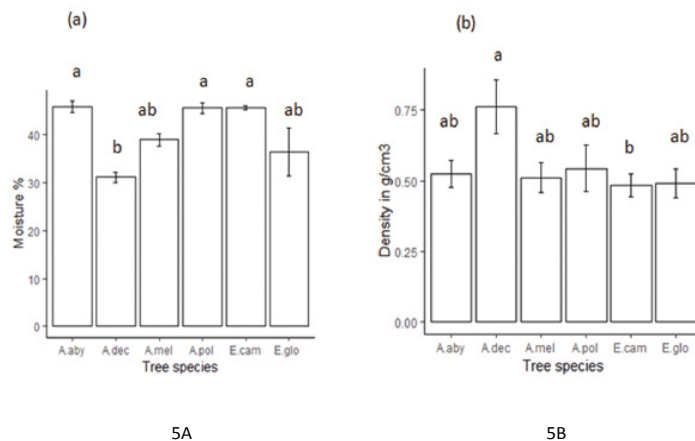 (a)
a
b
ab
a
a
ab
Moisture %
40
30
20
10
0
A.aby A.dec A.mel A.pol E.cam E.glo
Tree species
5A
(b)
ab
a
ab
ab
b
ab
Density in g/cm3
0.75
0.50
0.25
0.00
A.aby A.dec A.mel A.pol E.cam E.glo
Tree species
5B